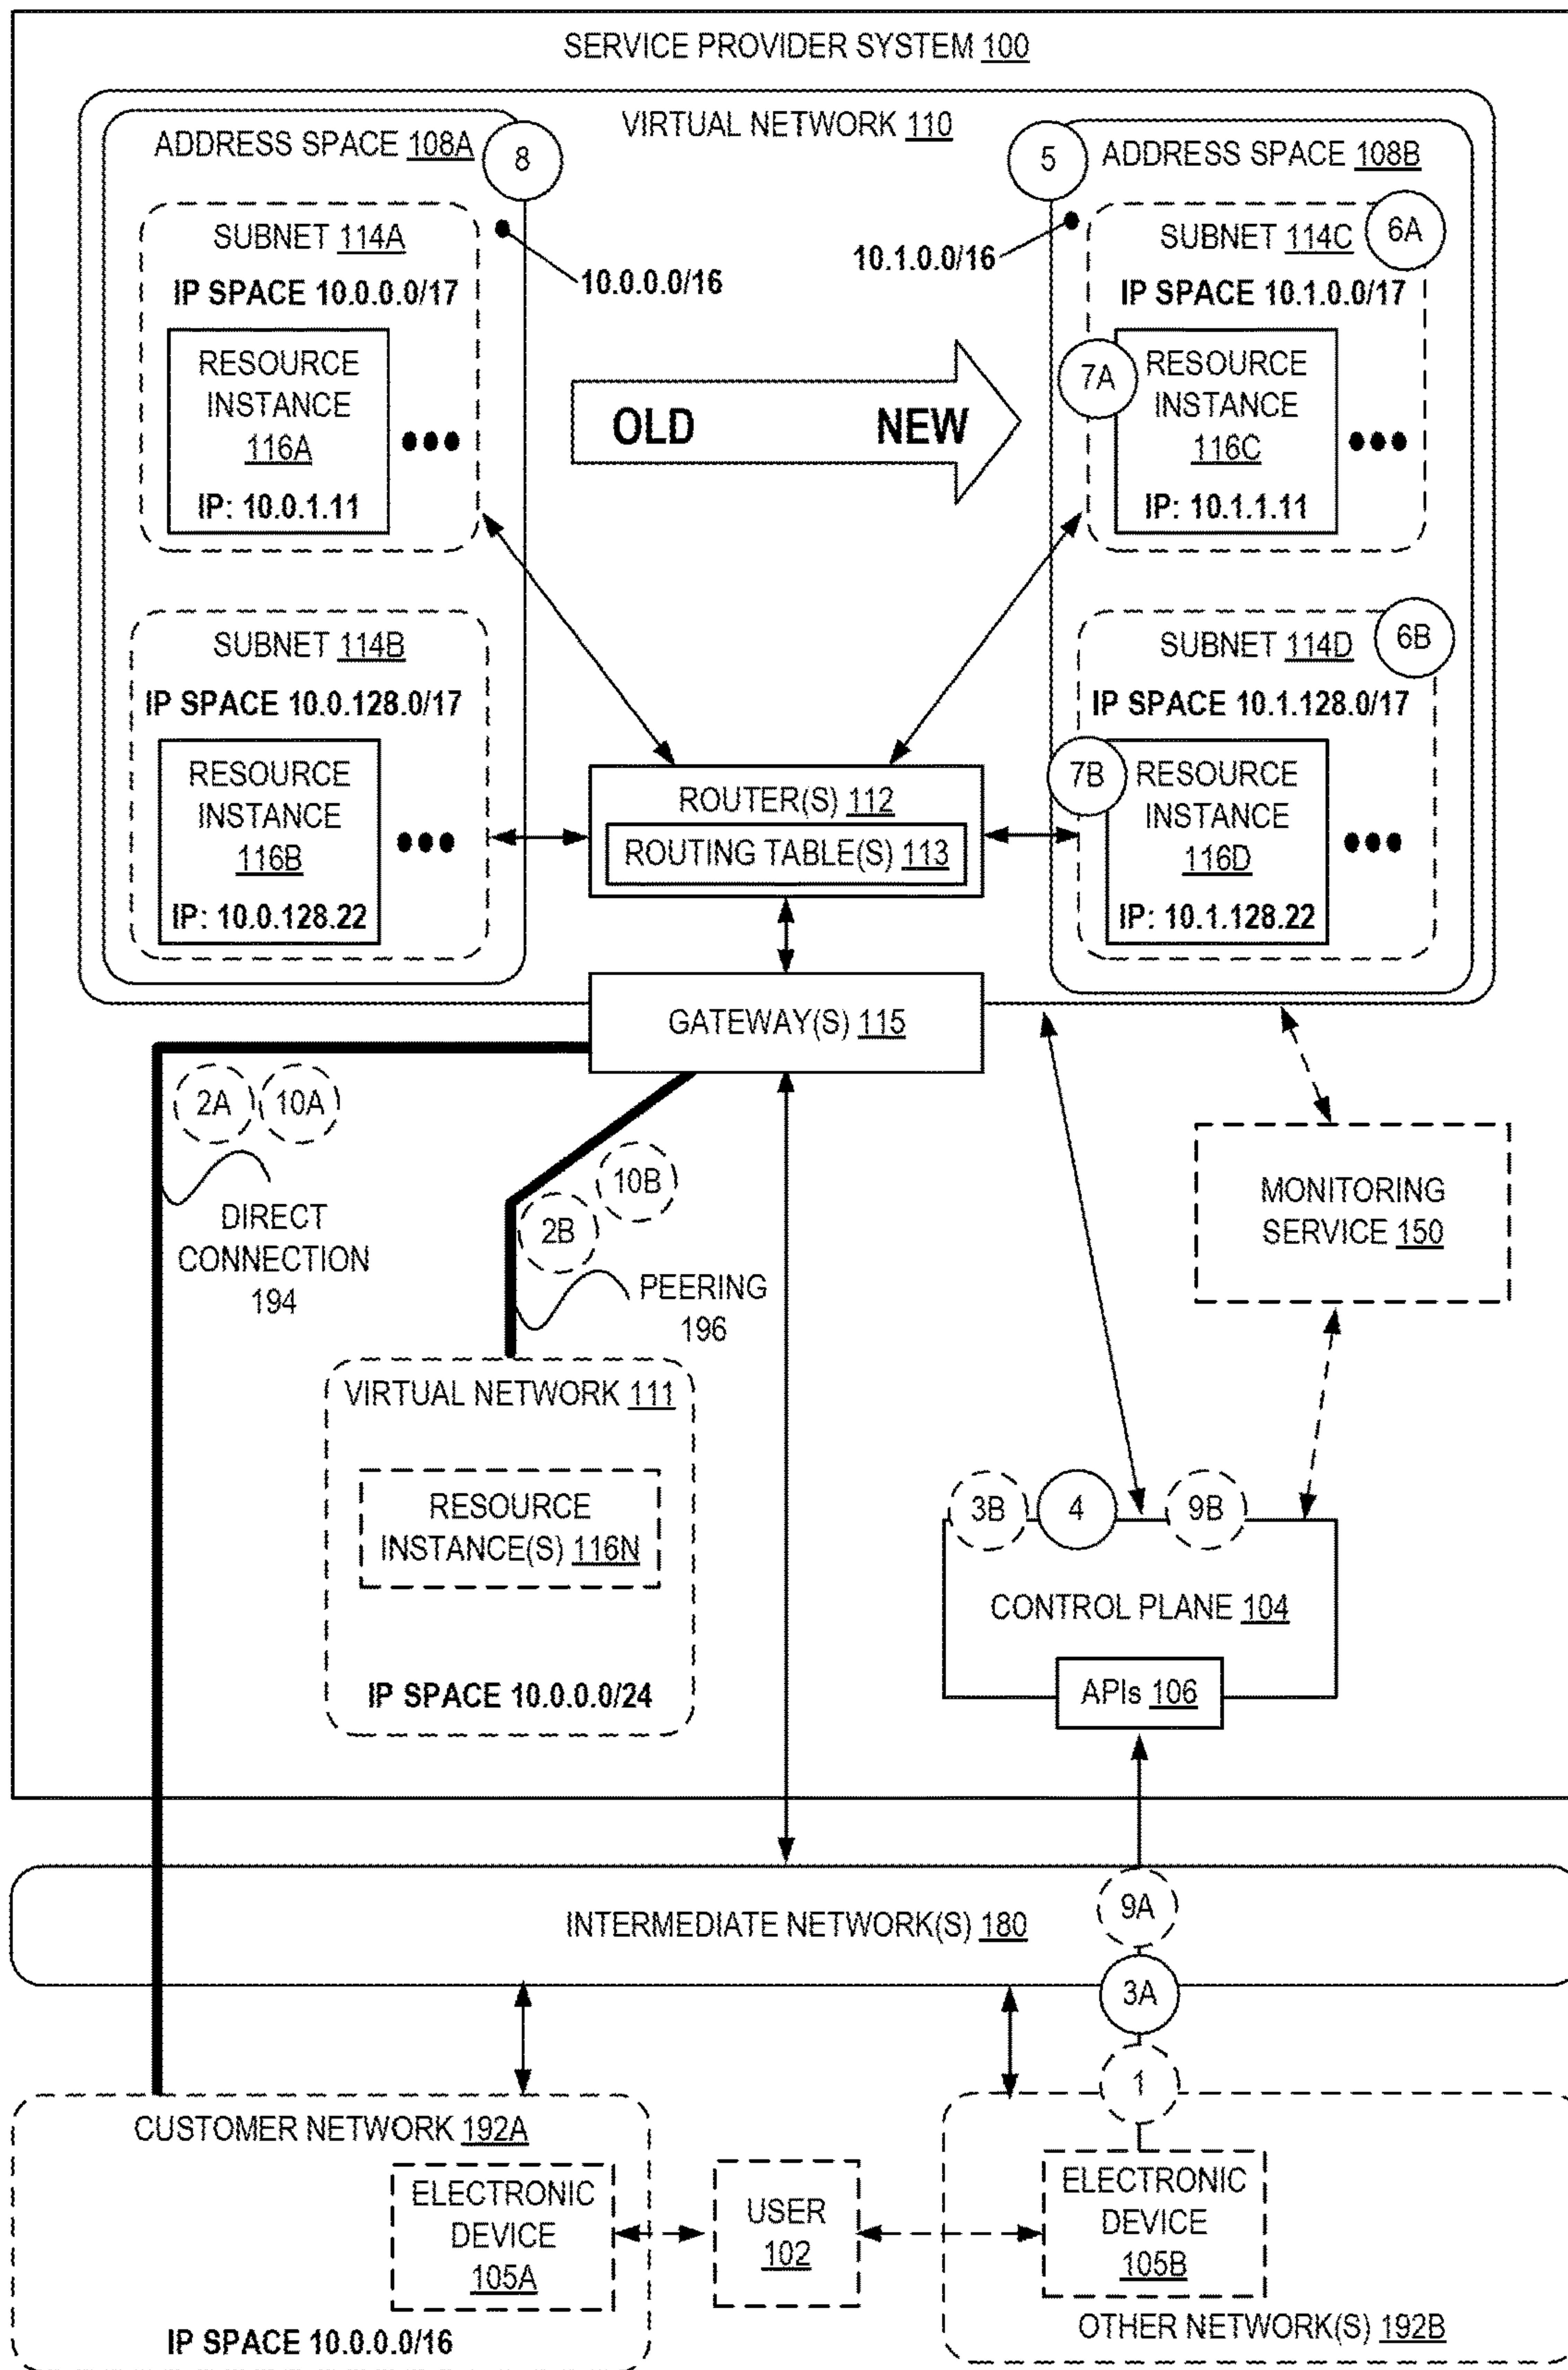 SERVICE PROVIDER SYSTEM 100
VIRTUAL NETWORK 110
ADDRESS SPACE 108A
8
5
ADDRESS SPACE 108B
SUBNET 114A
IP SPACE 10.0.0.0/17
10.0.0.0/16
RESOURCE
INSTANCE
116A
IP: 10.0.1.11
OLD NEW
10.1.0.0/16
SUBNET 114C
6A
IP SPACE 10.1.0.0/17
7A
RESOURCE
INSTANCE
116C
IP: 10.1.1.11
SUBNET 114B
IP SPACE 10.0.128.0/17
RESOURCE
INSTANCE
116B
IP: 10.0.128.22
ROUTER(S) 112
ROUTING TABLE(S) 113
SUBNET 114D
6B
IP SPACE 10.1.128.0/17
7B
RESOURCE
INSTANCE
116D
IP: 10.1.128.22
GATEWAY(S) 115
2A
10A
DIRECT
CONNECTION
194
10B
2B
PEERING
196
MONITORING
SERVICE 150
VIRTUAL NETWORK 111
RESOURCE
INSTANCE(S) 116N
IP SPACE 10.0.0.0/24
3B
4
9B
CONTROL PLANE 104
APIs 106
INTERMEDIATE NETWORK(S) 180
9A
3A
1
CUSTOMER NETWORK 192A
ELECTRONIC
DEVICE
105A
IP SPACE 10.0.0.0/16
USER
102
ELECTRONIC
DEVICE
105B
OTHER NETWORK(S) 192B